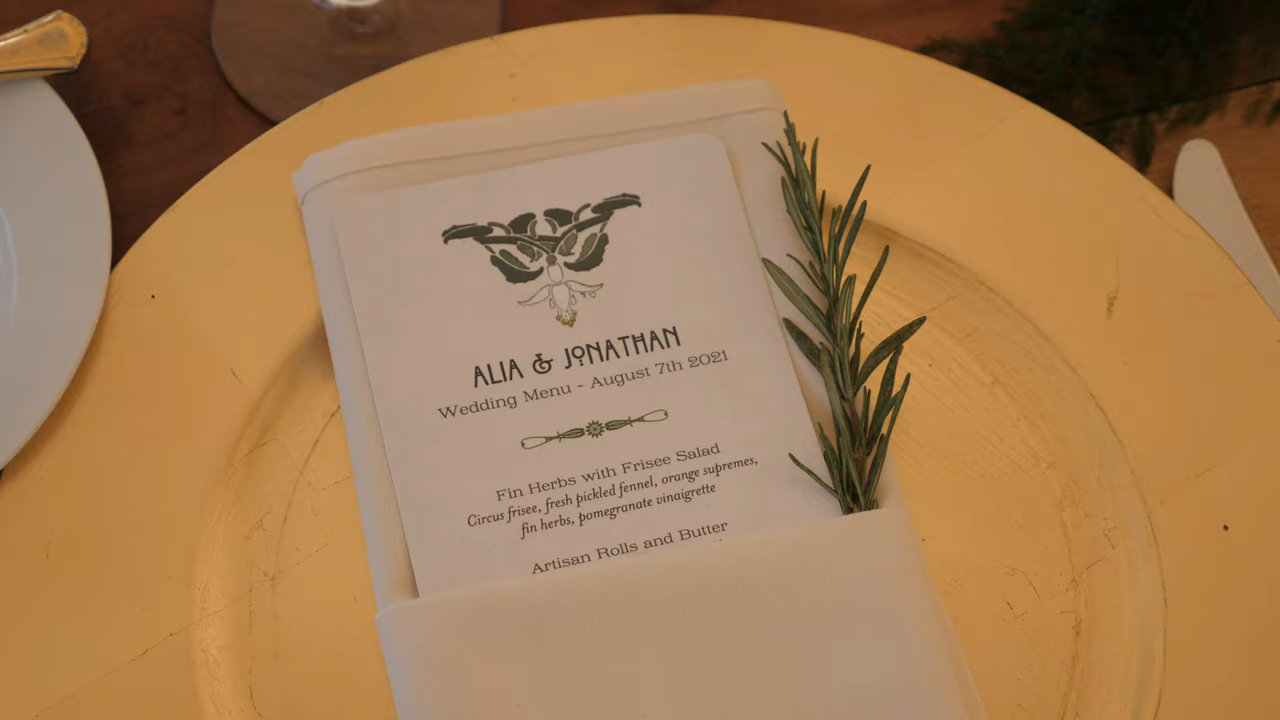 ALIA & JONATHAN
Wedding Menu - August 7th 2021
Fin Herbs with Frisee Salad
Circus frisee, fresh pickled fennel, orange supremes,
fin herbs, pomegranate vinaigrette
Artisan Rolls and Butter